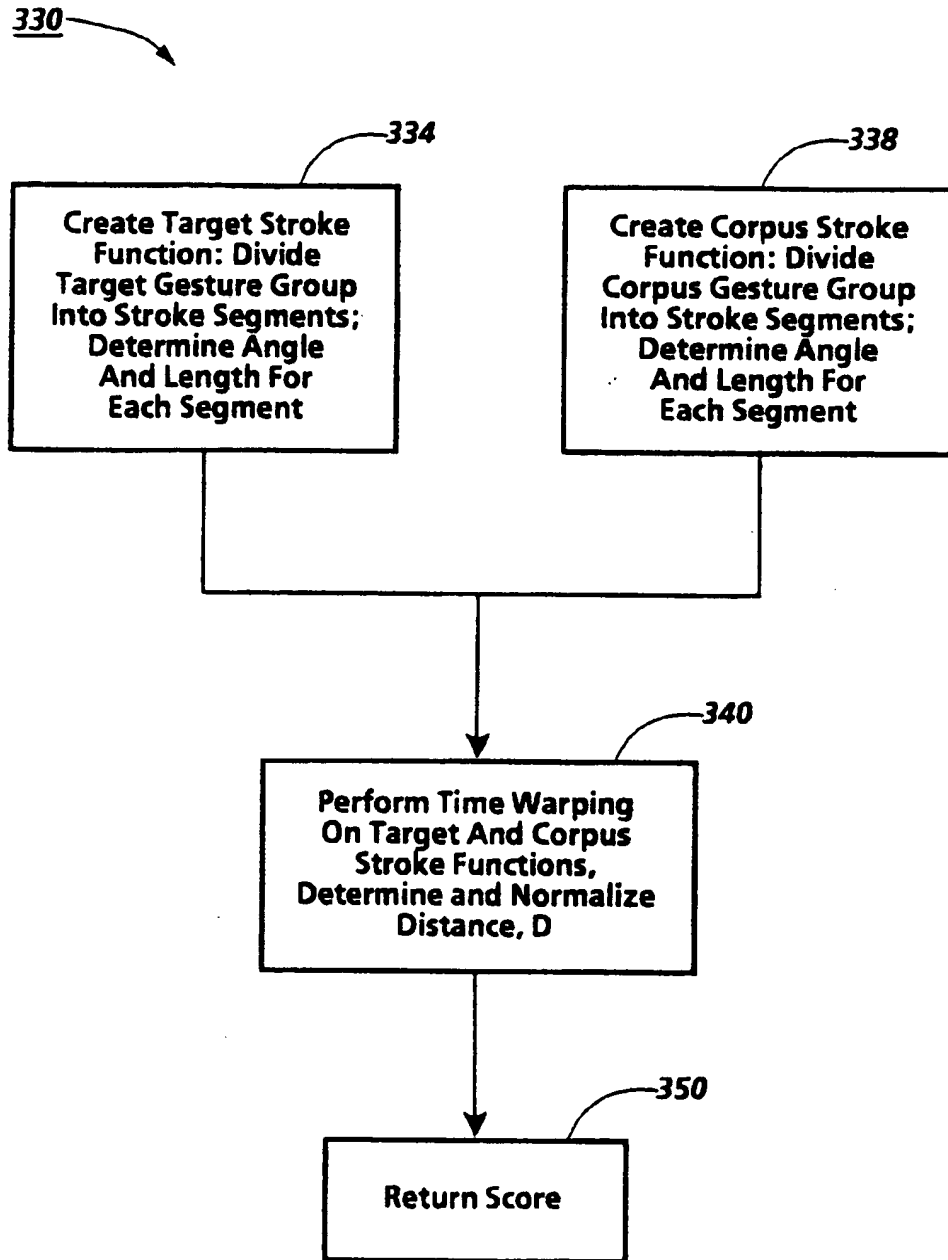 330
334
338
Create Target Stroke
Function: Divide
Target Gesture Group
Into Stroke Segments;
Determine Angle
And Length For
Each Segment
Create Corpus Stroke
Function: Divide
Corpus Gesture Group
Into Stroke Segments;
Determine Angle
And Length For
Each Segment
340
Perform Time Warping
On Target And Corpus
Stroke Functions,
Determine and Normalize
Distance, D
350
Return Score